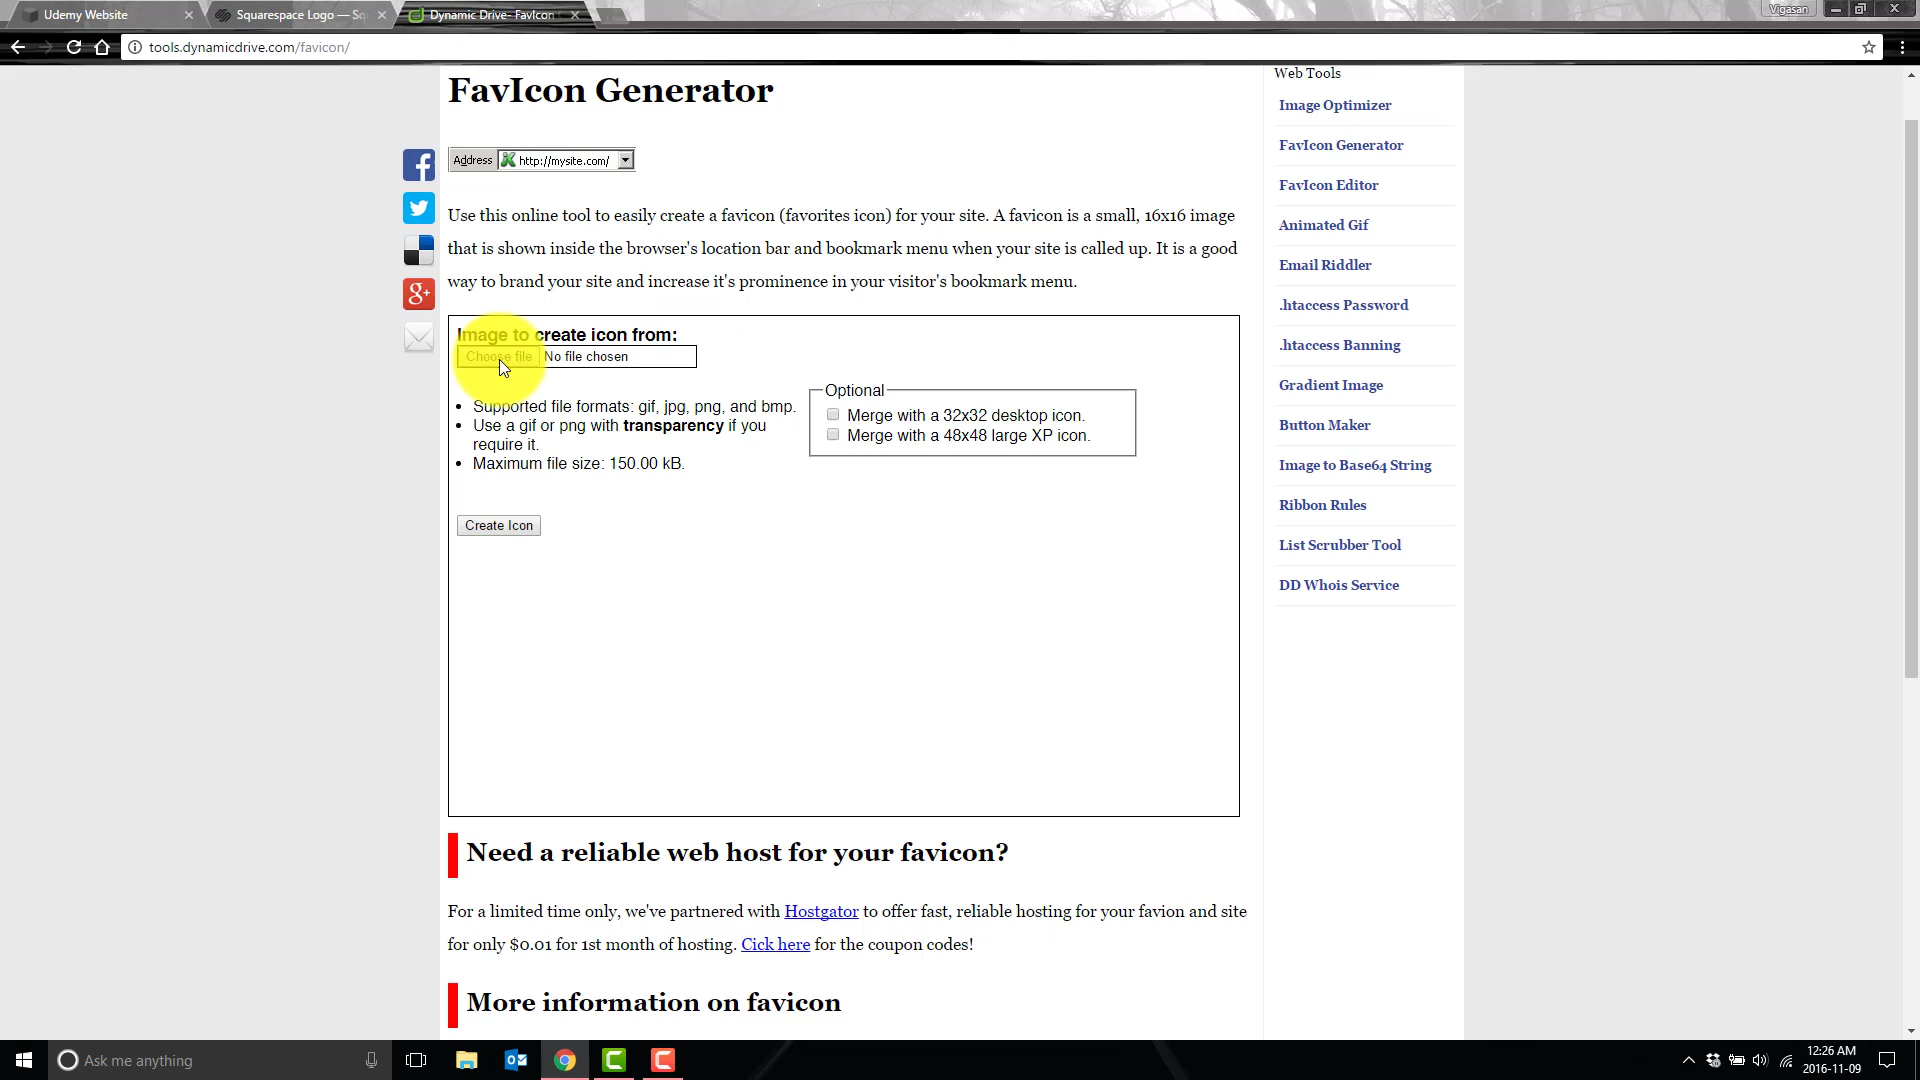 Udemy Website
Squarespace Logo — Sq
Dynamic Drive- FavIcon
Vigasan
tools.dynamicdrive.com/favicon/
FavIcon Generator
Address http://mysite.com/
Use this online tool to easily create a favicon (favorites icon) for your site. A favicon is a small, 16x16 image
that is shown inside the browser's location bar and bookmark menu when your site is called up. It is a good
way to brand your site and increase it's prominence in your visitor's bookmark menu.
Image to create icon from:
Choose file No file chosen
Supported file formats: gif, jpg, png, and bmp.
Use a gif or png with transparency if you
require it.
Maximum file size: 150.00 kB.
Optional
Merge with a 32x32 desktop icon.
Merge with a 48x48 large XP icon.
Create Icon
Need a reliable web host for your favicon?
For a limited time only, we've partnered with Hostgator to offer fast, reliable hosting for your favion and site
for only $0.01 for 1st month of hosting. Cick here for the coupon codes!
More information on favicon
Web Tools
Image Optimizer
FavIcon Generator
FavIcon Editor
Animated Gif
Email Riddler
.htaccess Password
.htaccess Banning
Gradient Image
Button Maker
Image to Base64 String
Ribbon Rules
List Scrubber Tool
DD Whois Service
Ask me anything
12:26 AM
2016-11-09